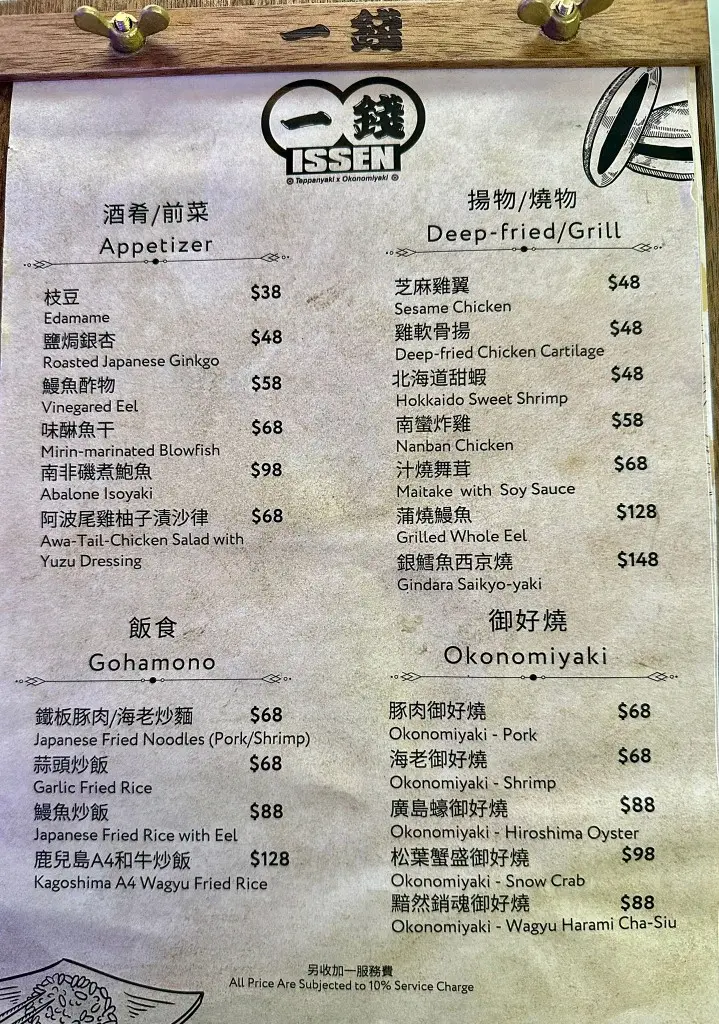 一錢
一錢
ISSEN
Teppanyaki x Okonomiyaki
酒肴/前菜
Appetizer
枝豆 $38
Edamame
鹽焗銀杏 $48
Roasted Japanese Ginkgo
鰻魚酢物 $58
Vinegared Eel
味醂魚干 $68
Mirin-marinated Blowfish
南非磯煮鮑魚 $98
Abalone Isoyaki
阿波尾雞柚子漬沙律 $68
Awa-Tail-Chicken Salad with
Yuzu Dressing
揚物/燒物
Deep-fried/Grill
芝麻雞翼 $48
Sesame Chicken
雞軟骨揚 $48
Deep-fried Chicken Cartilage
北海道甜蝦 $48
Hokkaido Sweet Shrimp
南蠻炸雞 $58
Nanban Chicken
汁燒舞茸 $68
Maitake with Soy Sauce
蒲燒鰻魚 $128
Grilled Whole Eel
銀鱈魚西京燒 $148
Gindara Saikyo-yaki
飯食
Gohamono
鐵板豚肉/海老炒麵 $68
Japanese Fried Noodles (Pork/Shrimp)
蒜頭炒飯 $68
Garlic Fried Rice
鰻魚炒飯 $88
Japanese Fried Rice with Eel
鹿兒島A4和牛炒飯 $128
Kagoshima A4 Wagyu Fried Rice
御好燒
Okonomiyaki
豚肉御好燒 $68
Okonomiyaki - Pork
海老御好燒 $68
Okonomiyaki - Shrimp
廣島蠔御好燒 $88
Okonomiyaki - Hiroshima Oyster
松葉蟹盛御好燒 $98
Okonomiyaki - Snow Crab
黯然銷魂御好燒 $88
Okonomiyaki - Wagyu Harami Cha-Siu
另收加一服務費
All Price Are Subjected to 10% Service Charge